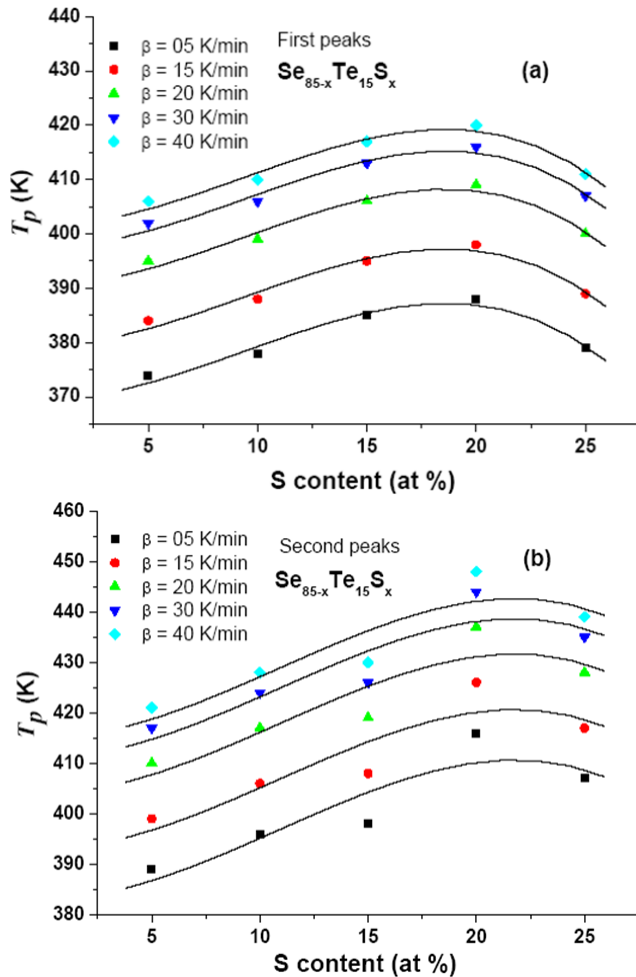 440
430
420
410
400
390
380
370
T_p (K)
β = 05 K/min
β = 15 K/min
β = 20 K/min
β = 30 K/min
β = 40 K/min
First peaks
Se85-xTe15Sx
(a)
5 10 15 20 25
S content (at %)
460
450
440
430
420
410
400
390
380
T_p (K)
β = 05 K/min
β = 15 K/min
β = 20 K/min
β = 30 K/min
β = 40 K/min
Second peaks
Se85-xTe15Sx
(b)
5 10 15 20 25
S content (at %)